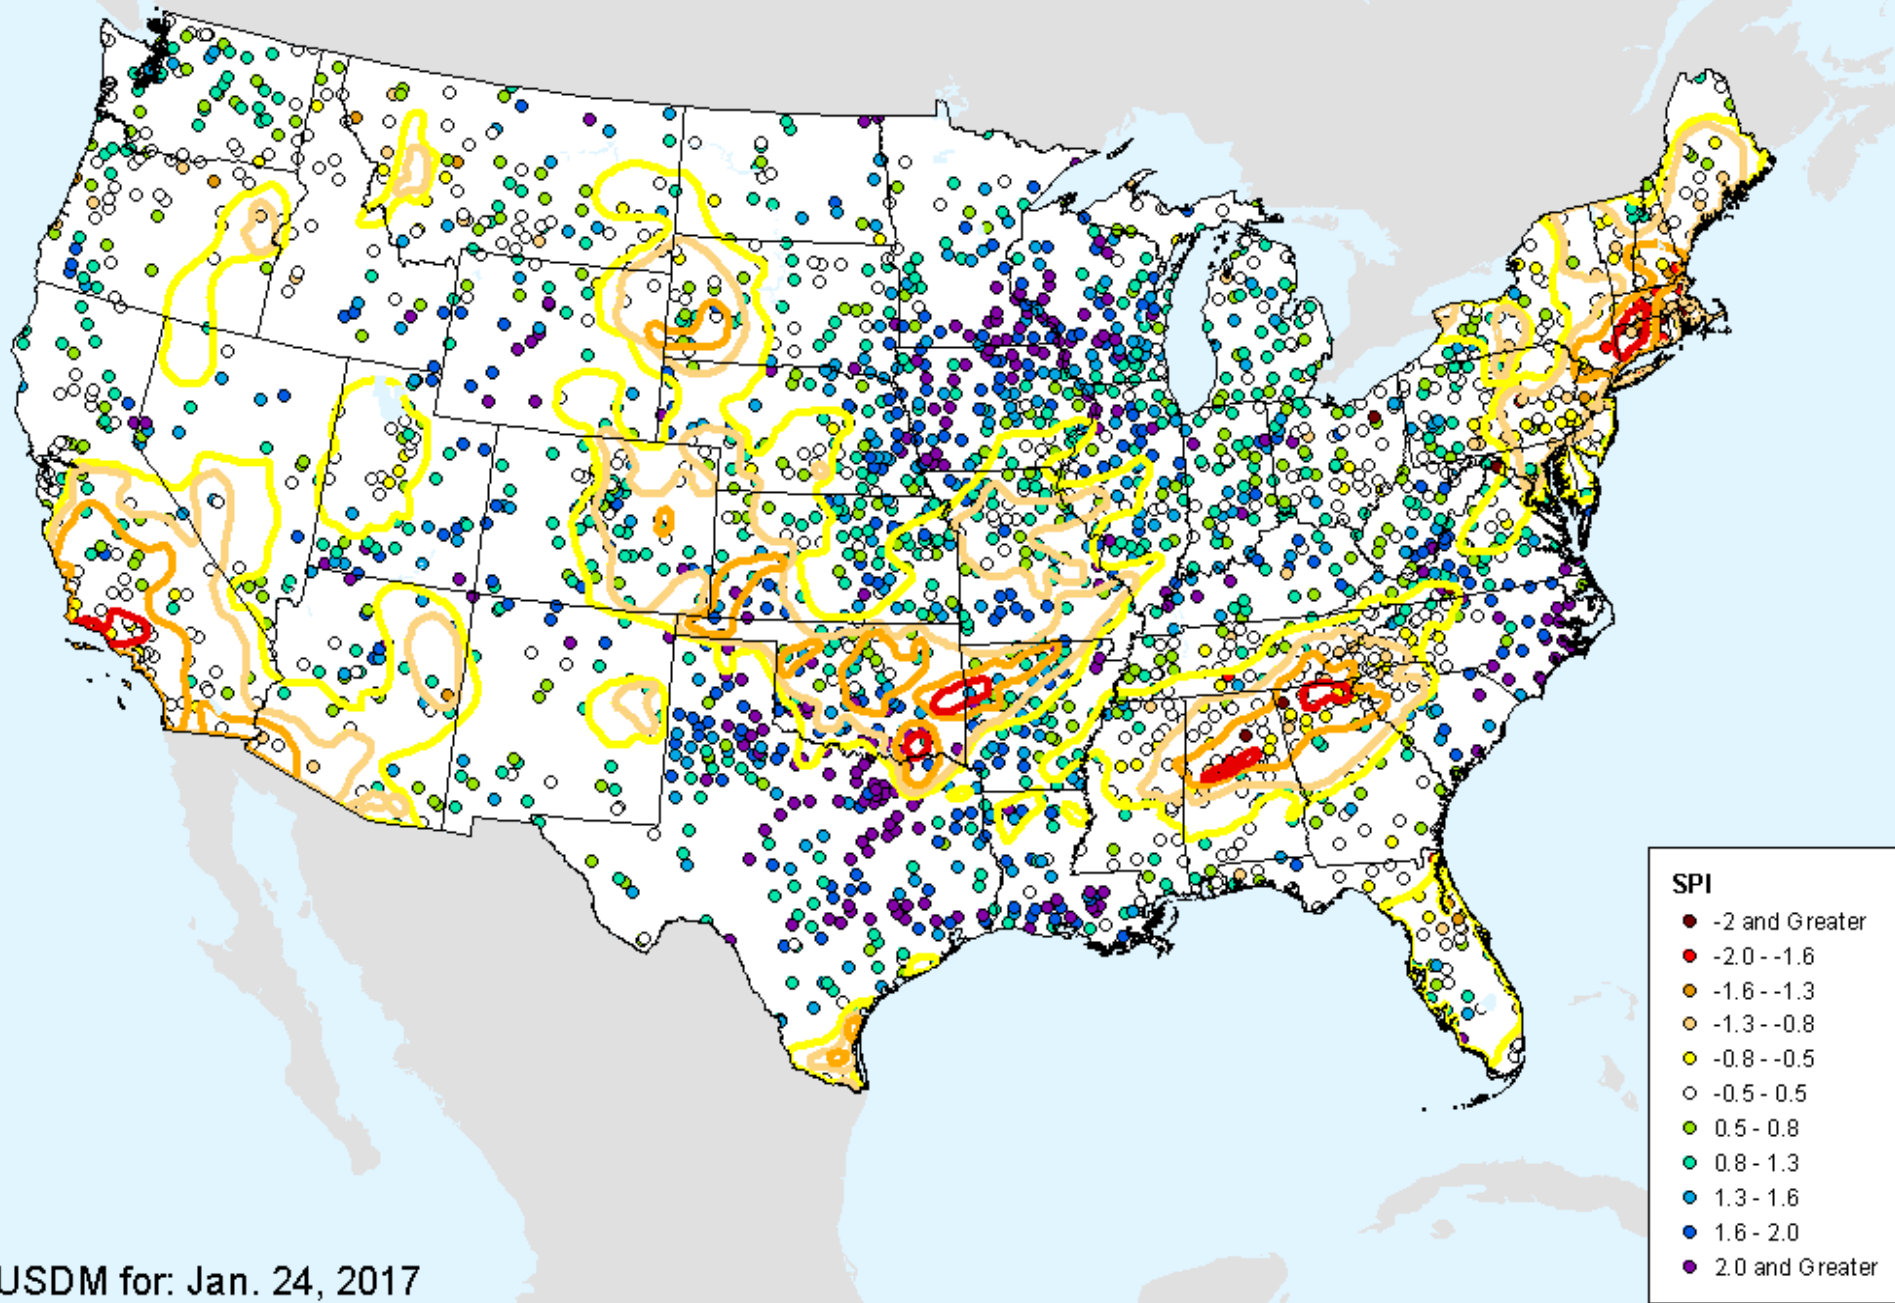 SPI
-2 and Greater
-2.0 - -1.6
-1.6 - -1.3
-1.3 - -0.8
-0.8 - -0.5
-0.5 - 0.5
0.5 - 0.8
0.8 - 1.3
1.3 - 1.6
1.6 - 2.0
2.0 and Greater
USDM for: Jan. 24, 2017